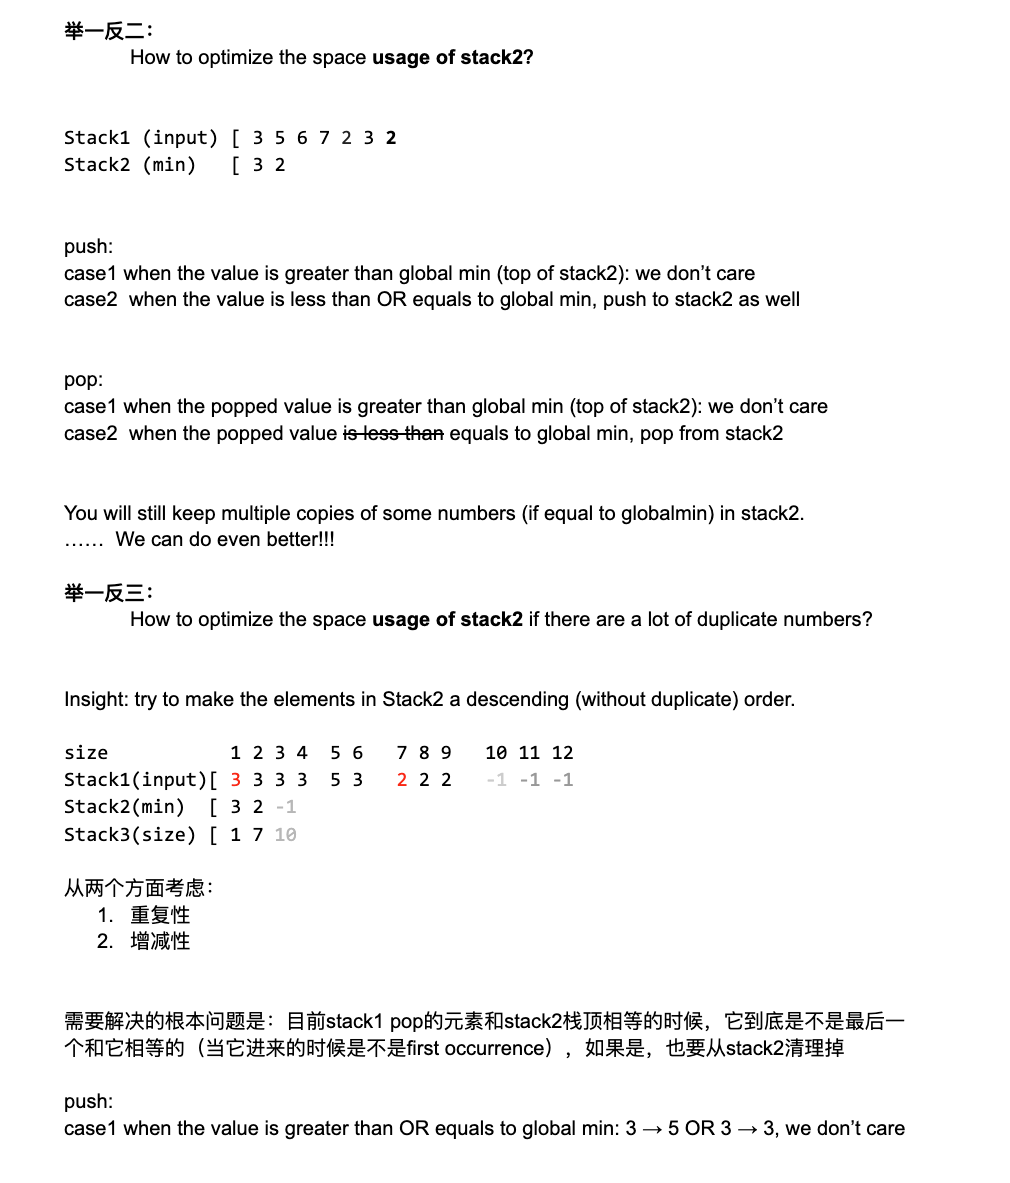 举一反二：
How to optimize the space usage of stack2?
Stack1 (input) [ 3 5 6 7 2 3 2
Stack2 (min) [ 3 2
push:
case1 when the value is greater than global min (top of stack2): we don’t care
case2 when the value is less than OR equals to global min, push to stack2 as well
pop:
case1 when the popped value is greater than global min (top of stack2): we don’t care
case2 when the popped value is less than equals to global min, pop from stack2
You will still keep multiple copies of some numbers (if equal to globalmin) in stack2.
…… We can do even better!!!
举一反三：
How to optimize the space usage of stack2 if there are a lot of duplicate numbers?
Insight: try to make the elements in Stack2 a descending (without duplicate) order.
size 1 2 3 4 5 6 7 8 9 10 11 12
Stack1(input)[ 3 3 3 3 5 3 2 2 2 -1 -1 -1
Stack2(min) [ 3 2 -1
Stack3(size) [ 1 7 10
从两个方面考虑：
1. 重复性
2. 增减性
需要解决的根本问题是：目前stack1 pop的元素和stack2栈顶相等的时候，它到底是不是最后一
个和它相等的（当它进来的时候是不是first occurrence），如果是，也要从stack2清理掉
push:
case1 when the value is greater than OR equals to global min: 3 → 5 OR 3 → 3, we don’t care